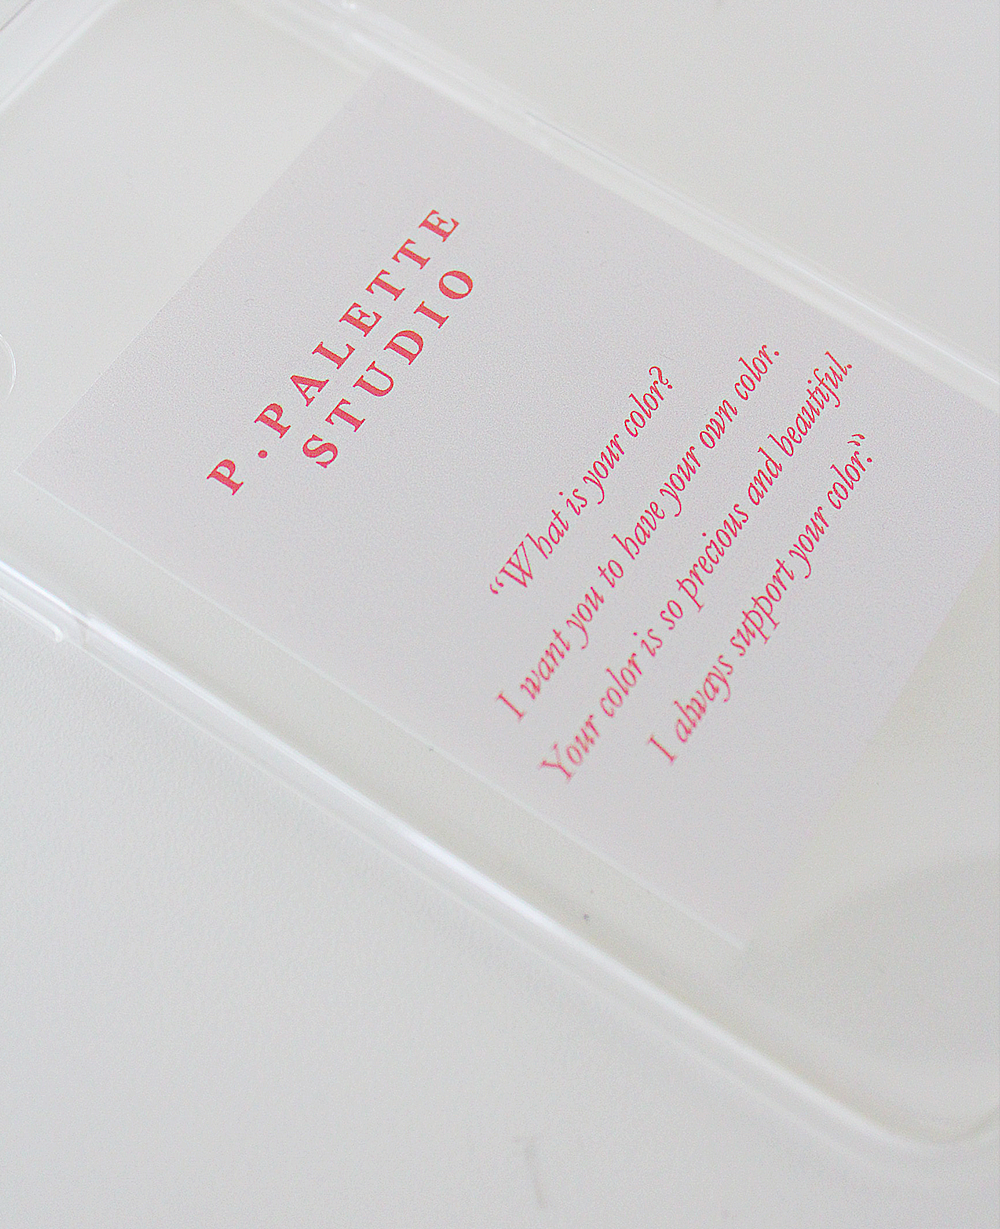 P.PALETTE
STUDIO
“What is your color?
I want you to have your own color.
Your color is so precious and beautiful.
I always support your color.”